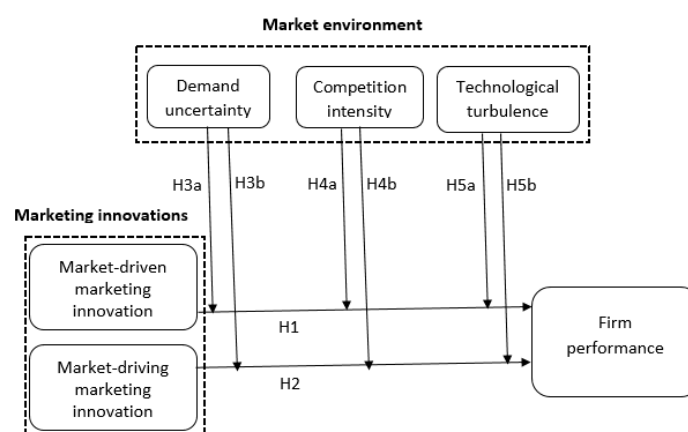 Market environment
Demand
uncertainty
Competition
intensity
Technological
turbulence
H3a
H3b
H4a
H4b
H5a
H5b
Marketing innovations
Market-driven
marketing
innovation
H1
Firm
performance
Market-driving
marketing
innovation
H2